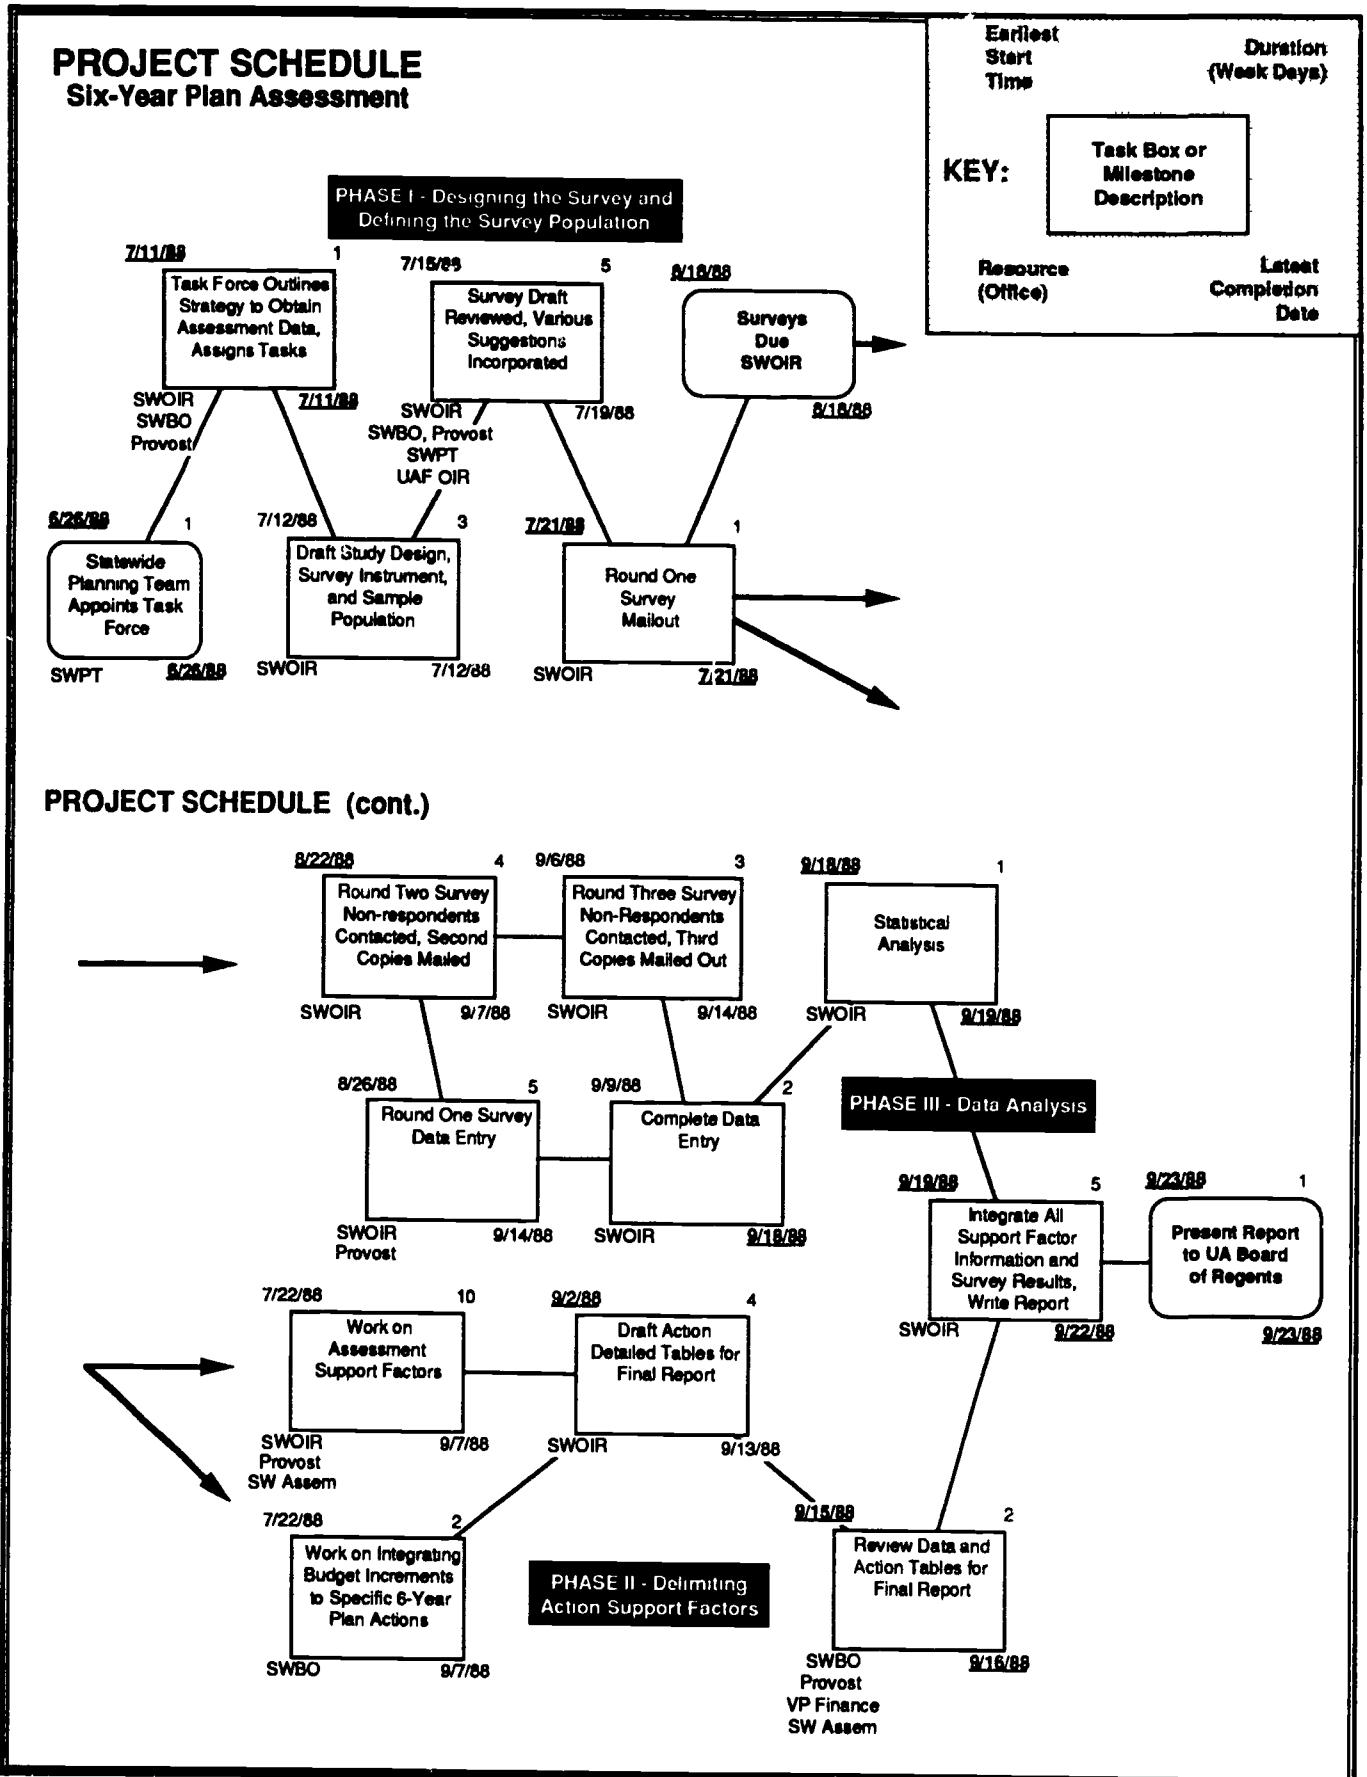 PROJECT SCHEDULE
Six-Year Plan Assessment
Earliest
Start
Time
Duration
(Week Days)
KEY:
Task Box or
Milestone
Description
Resource
(Office)
Latest
Completion
Date
PHASE I - Designing the Survey and
Defining the Survey Population
7/11/88
1
Task Force Outlines
Strategy to Obtain
Assessment Data,
Assigns Tasks
SWOIR
SWBO
Provost
7/11/88
7/15/88
5
Survey Draft
Reviewed, Various
Suggestions
Incorporated
SWOIR
SWBO, Provost
SWPT
UAF OIR
7/19/88
8/18/88
Surveys
Due
SWOIR
8/18/88
6/26/88
1
Statewide
Planning Team
Appoints Task
Force
SWPT
6/26/88
7/12/88
3
Draft Study Design,
Survey Instrument,
and Sample
Population
SWOIR
7/12/88
7/21/88
1
Round One
Survey
Mailout
SWOIR
7/21/88
PROJECT SCHEDULE (cont.)
8/22/88
4
Round Two Survey
Non-respondents
Contacted, Second
Copies Mailed
SWOIR
9/7/88
9/6/88
3
Round Three Survey
Non-Respondents
Contacted, Third
Copies Mailed Out
SWOIR
9/14/88
9/18/88
1
Statistical
Analysis
SWOIR
9/19/88
8/26/88
5
Round One Survey
Data Entry
SWOIR
Provost
9/14/88
9/9/88
2
Complete Data
Entry
SWOIR
9/18/88
PHASE III - Data Analysis
9/19/88
5
Integrate All
Support Factor
Information and
Survey Results,
Write Report
SWOIR
9/22/88
9/23/88
1
Present Report
to UA Board
of Regents
9/23/88
7/22/88
10
Work on
Assessment
Support Factors
SWOIR
Provost
SW Assem
9/7/88
9/2/88
4
Draft Action
Detailed Tables for
Final Report
SWOIR
9/13/88
7/22/88
2
Work on Integrating
Budget Increments
to Specific 6-Year
Plan Actions
SWBO
9/7/88
PHASE II - Delimiting
Action Support Factors
9/15/88
2
Review Data and
Action Tables for
Final Report
SWBO
Provost
VP Finance
SW Assem
9/16/88